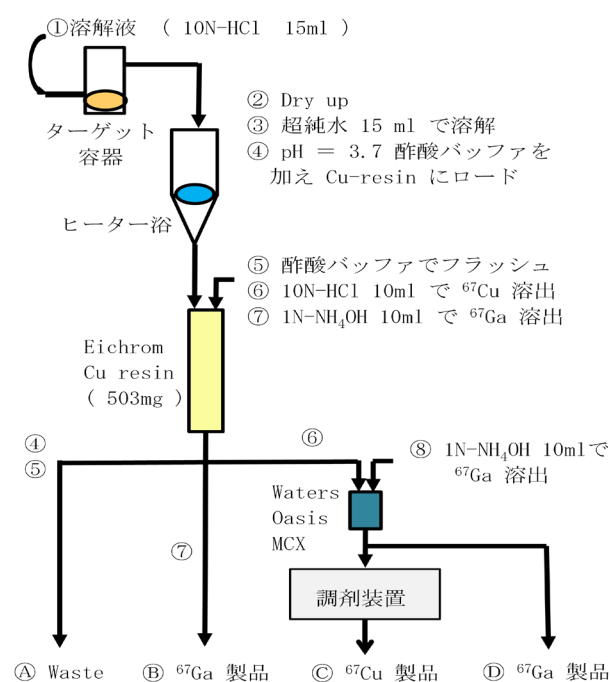 ①溶解液 ( 10N-HCl 15ml )
ターゲット
容器
② Dry up
③ 超純水 15 ml で溶解
④ pH = 3.7 酢酸バッファを
加え Cu-resin にロード
ヒーター浴
⑤ 酢酸バッファでフラッシュ
⑥ 10N-HCl 10ml で ⁶⁷Cu 溶出
⑦ 1N-NH₄OH 10ml で ⁶⁷Ga 溶出
Eichrom
Cu resin
( 503mg )
④
⑤
⑥
⑧ 1N-NH₄OH 10mlで
⁶⁷Ga 溶出
Waters
Oasis
MCX
⑦
調剤装置
Ⓐ Waste
Ⓑ ⁶⁷Ga 製品
Ⓒ ⁶⁷Cu 製品
Ⓓ ⁶⁷Ga 製品